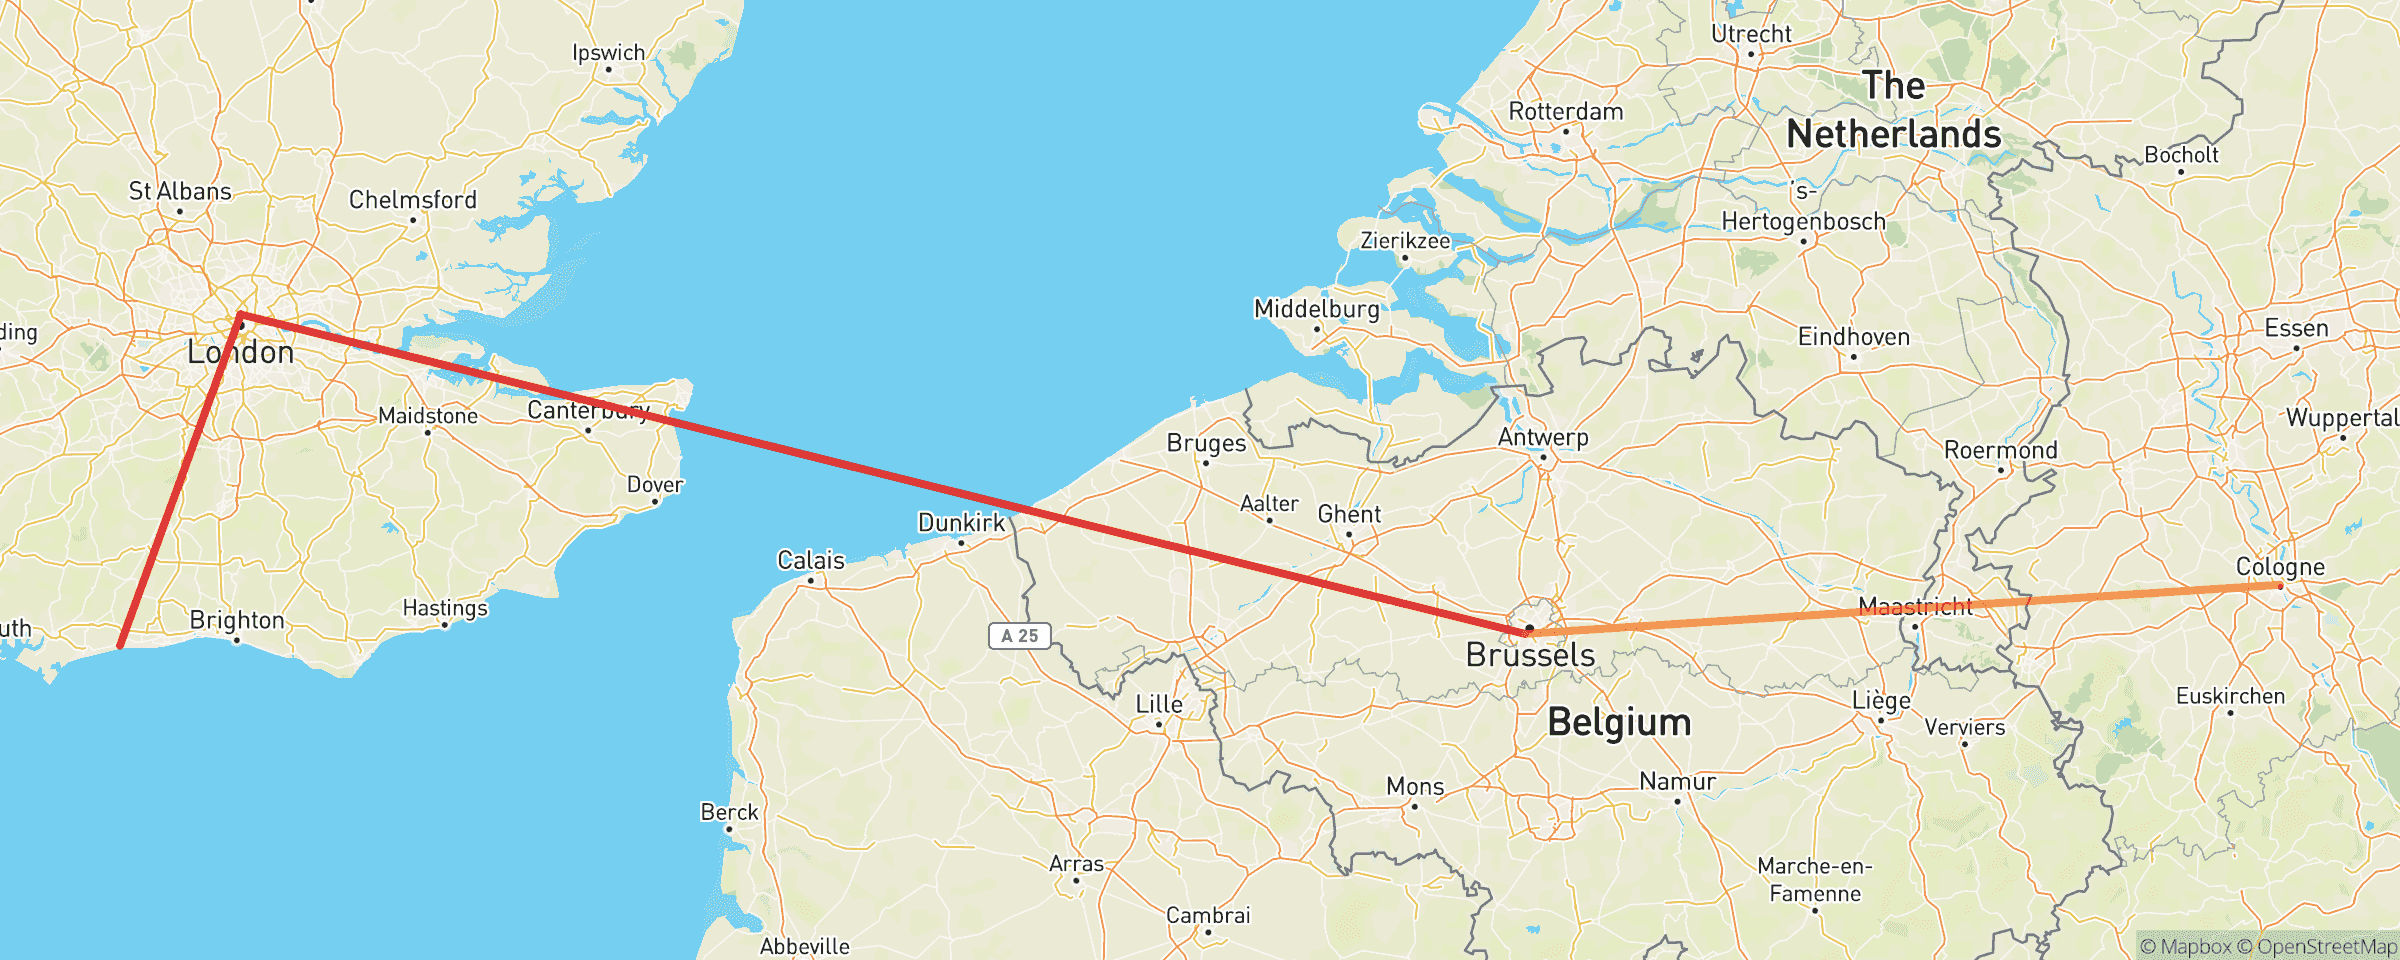 Utrecht
Ipswich
The
Netherlands
Rotterdam
Bocholt
St Albans
Chelmsford
's-
Hertogenbosch
Zierikzee
Middelburg
ding
Essen
Eindhoven
London
Canterbury
Maidstone
Wuppertal
Bruges
Antwerp
Roermond
Dover
Aalter
Ghent
Dunkirk
Calais
Cologne
Hastings
Maastricht
Brighton
uth
A 25
Brussels
Lille
Liège
Euskirchen
Belgium
Verviers
Mons
Namur
Berck
Arras
Marche-en-
Famenne
Cambrai
Abbeville
© Mapbox © OpenStreetMap